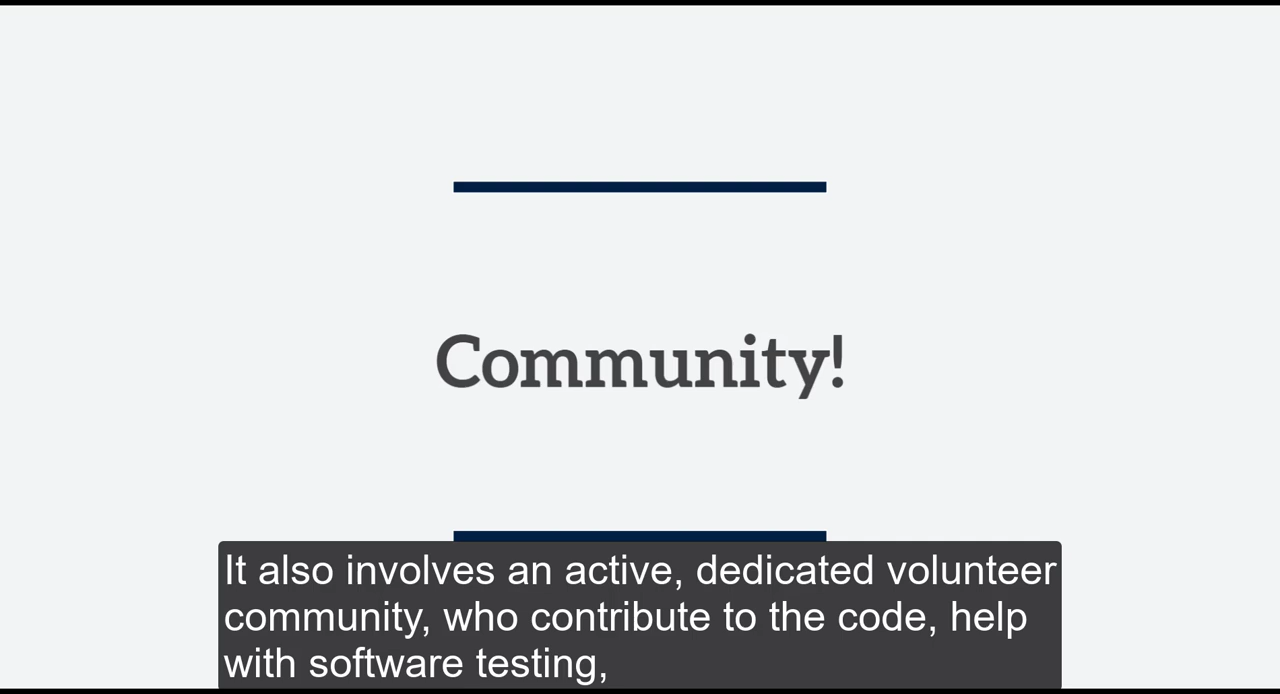 Community!
It also involves an active, dedicated volunteer
community, who contribute to the code, help
with software testing,